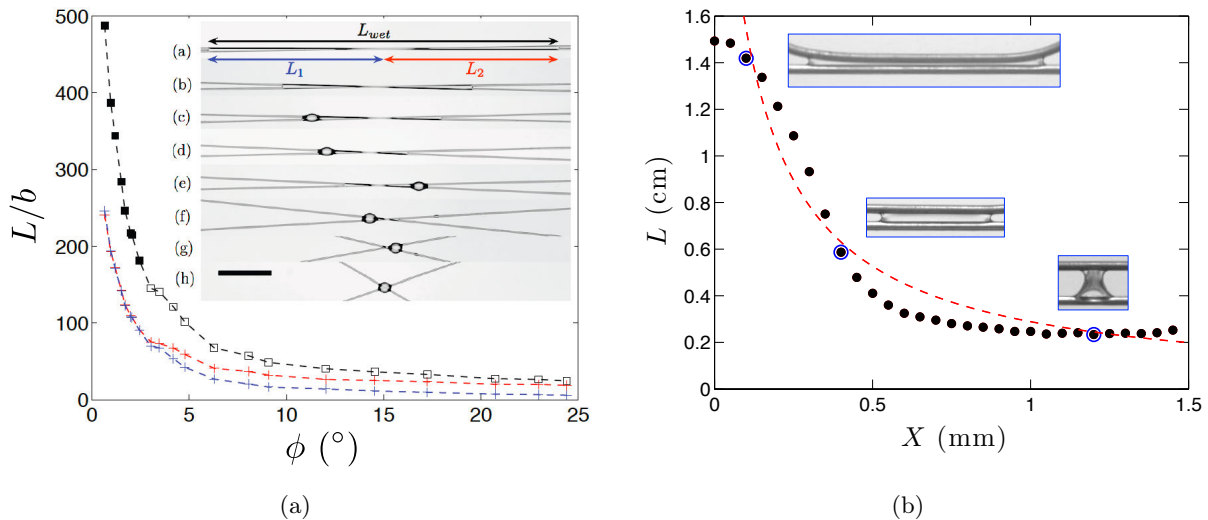 500
400
300
200
100
0
L/b
0
5
10
15
20
25
ϕ (°)
L_wet
L_1
L_2
(a)
(b)
(c)
(d)
(e)
(f)
(g)
(h)
(a)
1.6
1.4
1.2
1
0.8
0.6
0.4
0.2
0
L (cm)
0
0.5
1
1.5
X (mm)
(b)